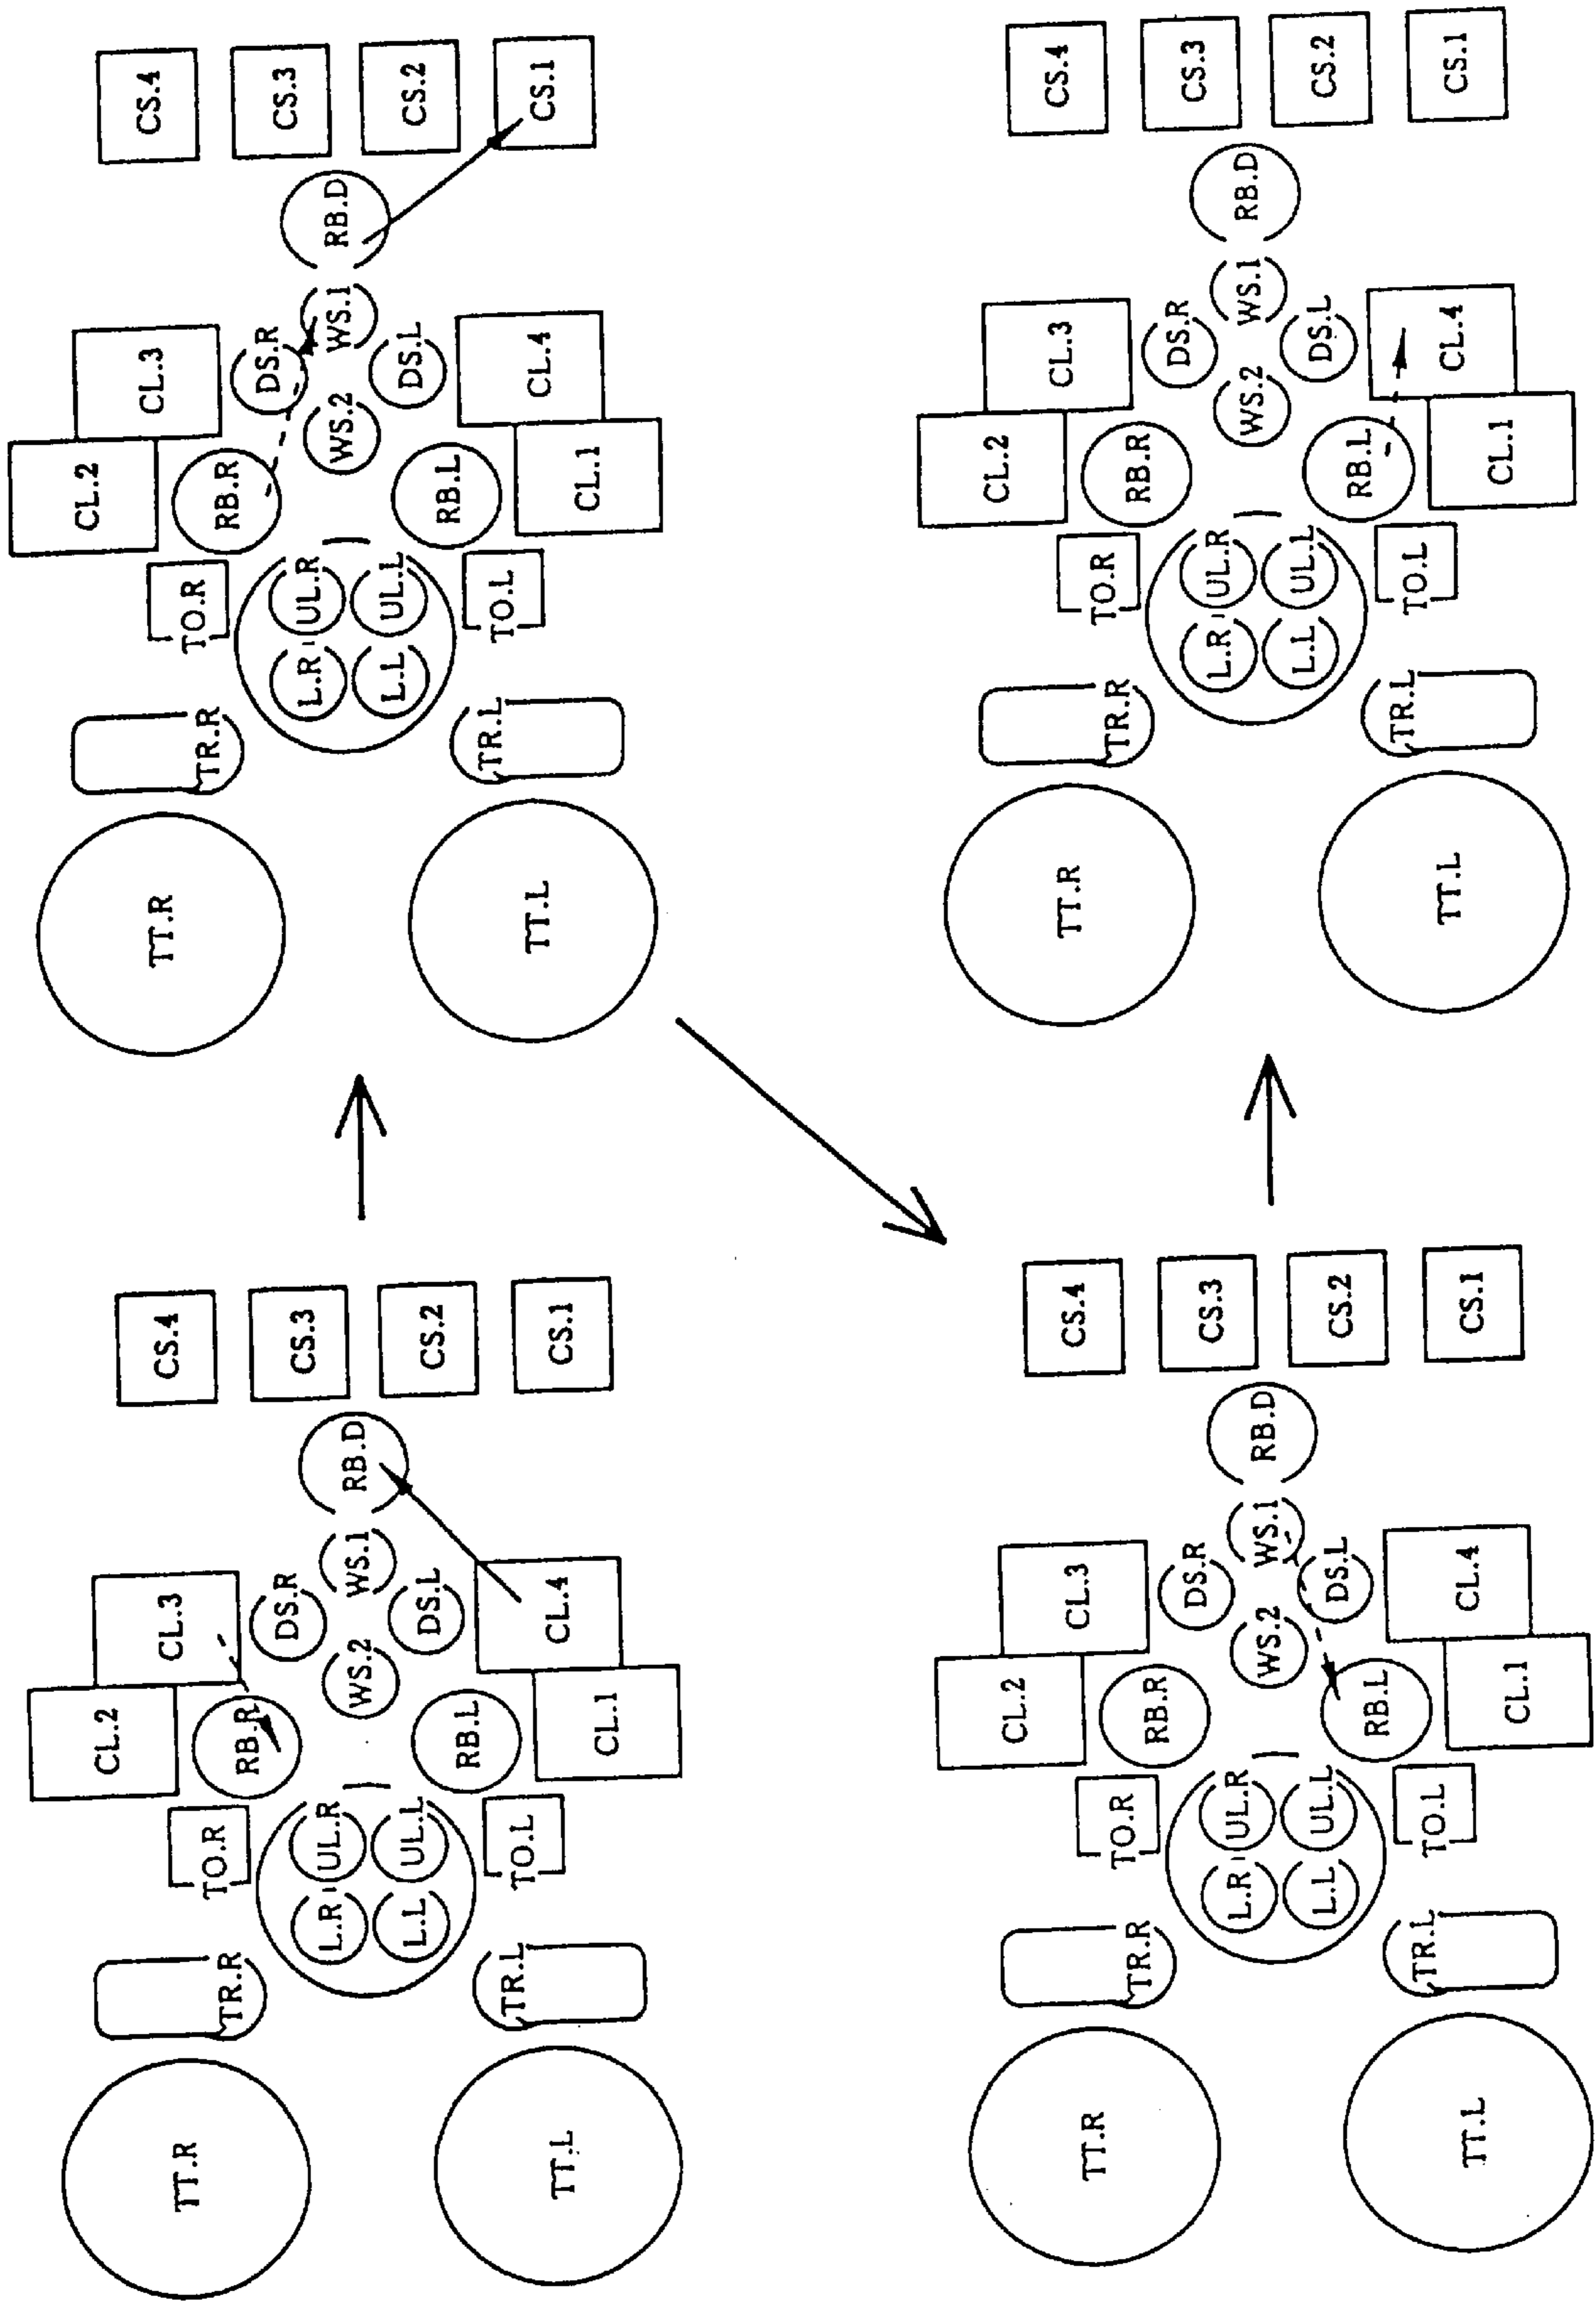 CL.2
CL.3
CS.4
TT.R
TR.R
TO.R
RB.R
DS.R
CS.3
L.R
UL.R
WS.2
WS.1
RB.D
L.L
UL.L
DS.L
CS.2
RB.L
TR.L
TO.L
TT.L
CL.4
CS.1
CL.1
CL.2
CL.3
CS.4
TT.R
TR.R
TO.R
RB.R
DS.R
CS.3
L.R
UL.R
WS.2
WS.1
RB.D
L.L
UL.L
DS.L
CS.2
RB.L
TR.L
TO.L
TT.L
CL.4
CS.1
CL.1
CL.2
CL.3
CS.4
TT.R
TR.R
TO.R
RB.R
DS.R
CS.3
L.R
UL.R
WS.2
WS.1
RB.D
L.L
UL.L
DS.L
CS.2
RB.L
TR.L
TO.L
TT.L
CL.4
CS.1
CL.1
CL.2
CL.3
CS.4
TT.R
TR.R
TO.R
RB.R
DS.R
CS.3
L.R
UL.R
WS.2
WS.1
RB.D
L.L
UL.L
DS.L
CS.2
RB.L
TR.L
TO.L
TT.L
CL.4
CS.1
CL.1